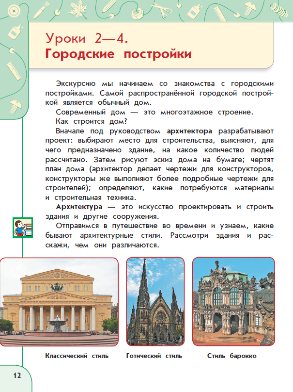 Уроки 2—4.
Городские постройки
Экскурсию мы начинаем со знакомства с городскими
постройками. Самой распространённой городской построй-
кой является обычный дом.
Современный дом — это многоэтажное строение.
Как строится дом?
Вначале под руководством архитектора разрабатывают
проект: выбирают место для строительства, выясняют, для
чего предназначено здание, на какое количество людей
рассчитано. Затем рисуют эскиз дома на бумаге; чертят
план дома (архитектор делает чертежи для конструкторов,
конструкторы же выполняют более подробные чертежи для
строителей); определяют, какие потребуются материалы
и строительная техника.
Архитектура — это искусство проектировать и строить
здания и другие сооружения.
Отправимся в путешествие во времени и узнаем, какие
бывают архитектурные стили. Рассмотри здания и рас-
скажи, чем они различаются.
Классический стиль
Готический стиль
Стиль барокко
12